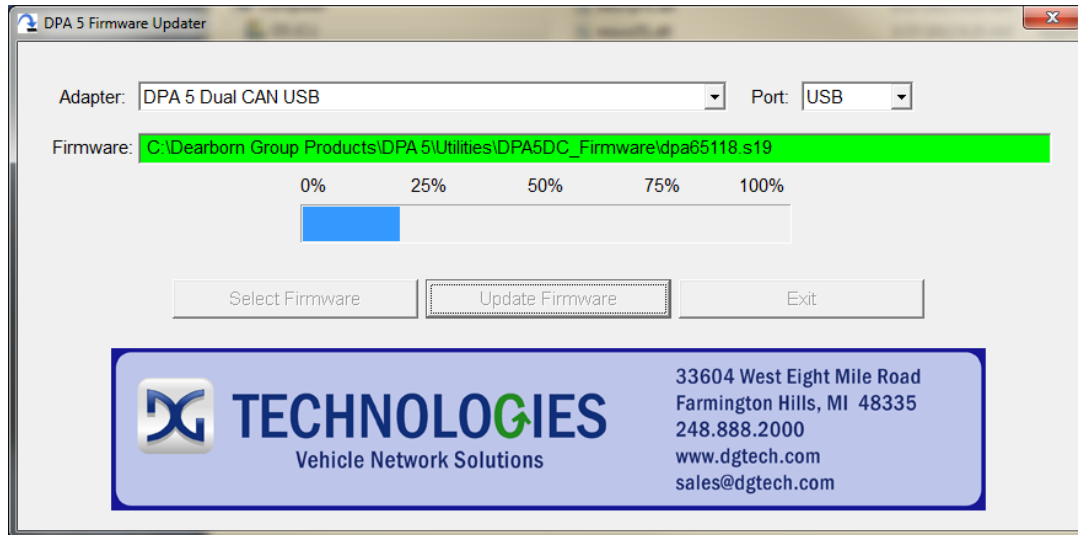 DPA 5 Firmware Updater
Adapter: DPA 5 Dual CAN USB Port: USB
Firmware: C:\Dearborn Group Products\DPA 5\Utilities\DPA5DC_Firmware\dpa65118.s19
0% 25% 50% 75% 100%
Select Firmware Update Firmware Exit
DG TECHNOLOGIES
Vehicle Network Solutions
33604 West Eight Mile Road
Farmington Hills, MI 48335
248.888.2000
www.dgtech.com
sales@dgtech.com